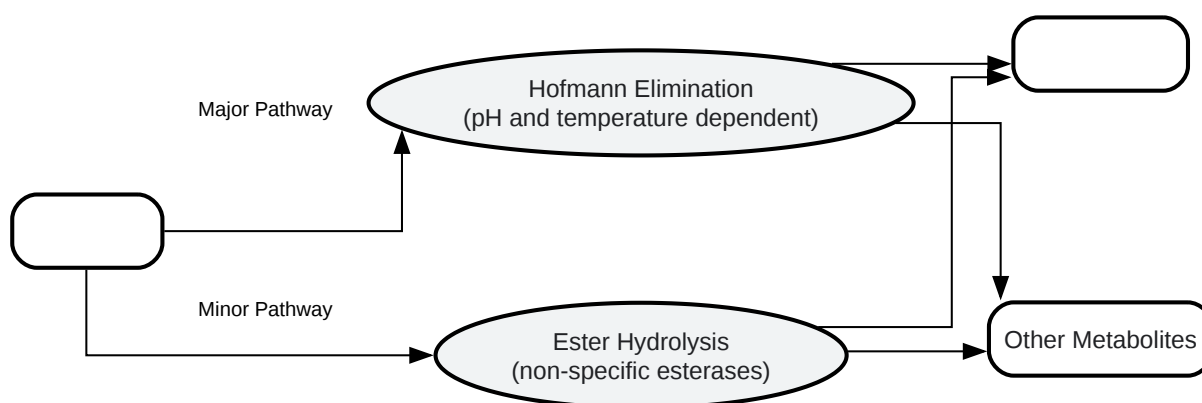 Hofmann Elimination
(pH and temperature dependent)
Major Pathway
Minor Pathway
Ester Hydrolysis
(non-specific esterases)
Other Metabolites